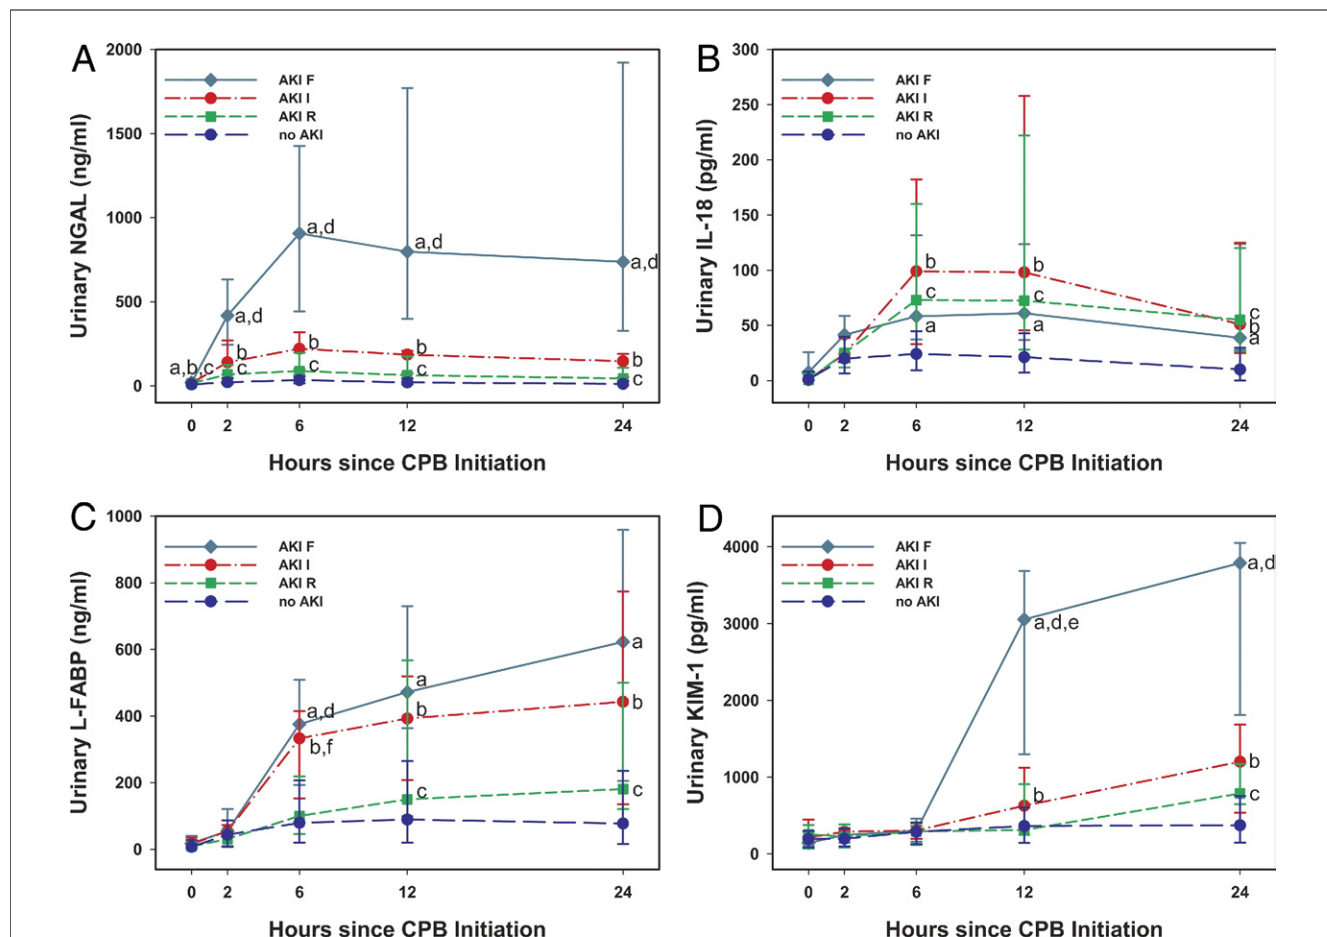 A
Urinary NGAL (ng/ml)
2000
1500
1000
500
0
AKI F
AKI I
AKI R
no AKI
a,b,c
a,d
b
c
a,d
b
c
a,d
b
c
a,d
b
c
0 2 6 12 24
Hours since CPB Initiation
B
Urinary IL-18 (pg/ml)
300
250
200
150
100
50
0
AKI F
AKI I
AKI R
no AKI
b
c
a
b
c
a
c
b
a
0 2 6 12 24
Hours since CPB Initiation
C
Urinary L-FABP (ng/ml)
1000
800
600
400
200
0
AKI F
AKI I
AKI R
no AKI
a,d
b,f
a
b
c
a
b
c
0 2 6 12 24
Hours since CPB Initiation
D
Urinary KIM-1 (pg/ml)
4000
3000
2000
1000
0
AKI F
AKI I
AKI R
no AKI
a,d,e
b
a,d
b
c
0 2 6 12 24
Hours since CPB Initiation